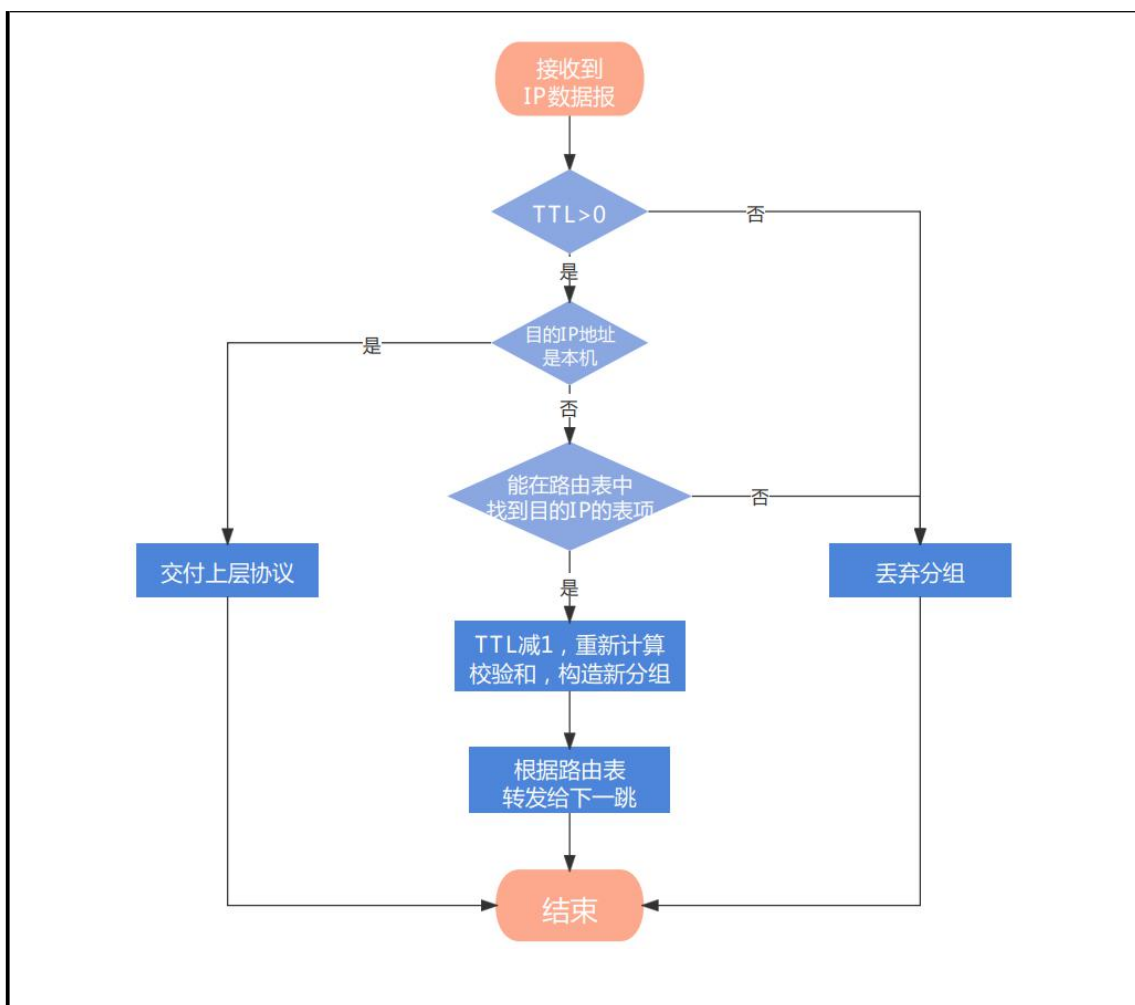 接收到
IP数据报
TTL>0
否
是
目的IP地址
是本机
是
否
能在路由表中
找到目的IP的表项
否
交付上层协议
丢弃分组
是
TTL减1，重新计算
校验和，构造新分组
根据路由表
转发给下一跳
结束